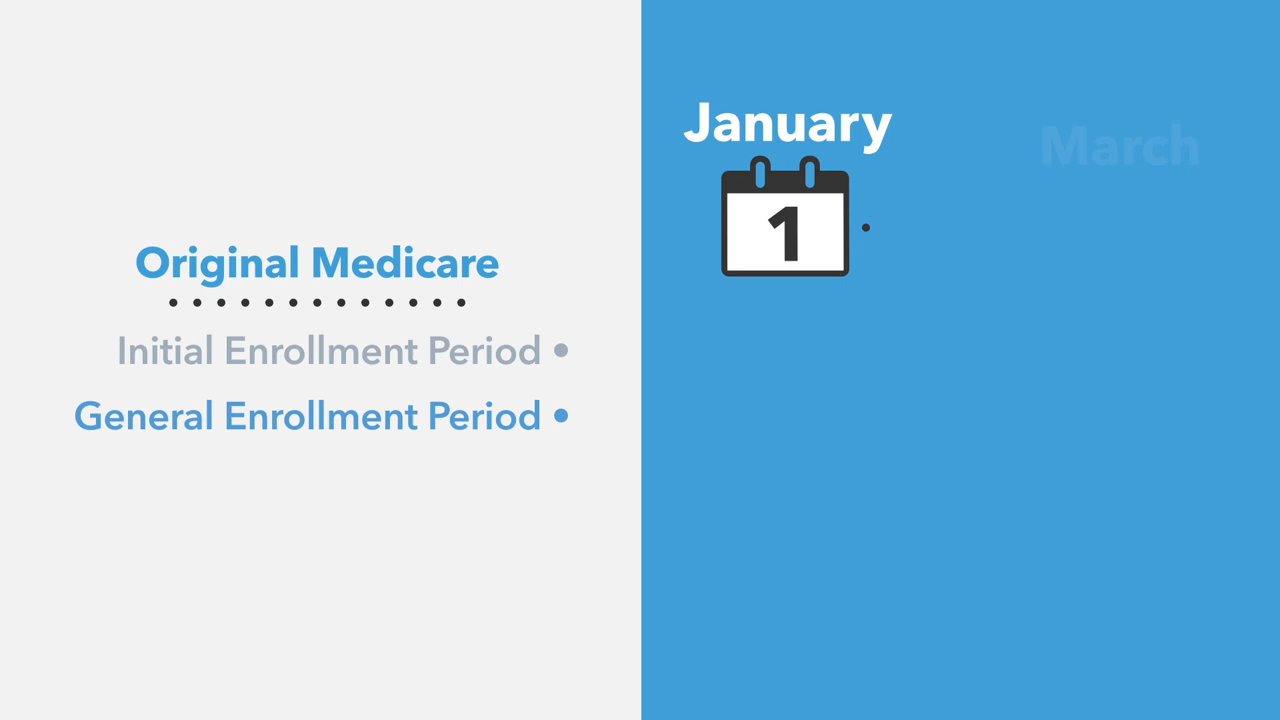 Original Medicare
Initial Enrollment Period •
General Enrollment Period •
January
1
March